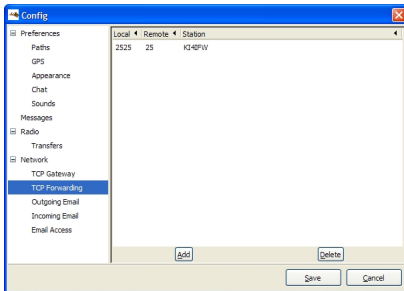 Config
Preferences
Paths
GPS
Appearance
Chat
Sounds
Messages
Radio
Transfers
Network
TCP Gateway
TCP Forwarding
Outgoing Email
Incoming Email
Email Access
Local Remote Station
2525 25 KI4IFW
Add Delete
Save Cancel